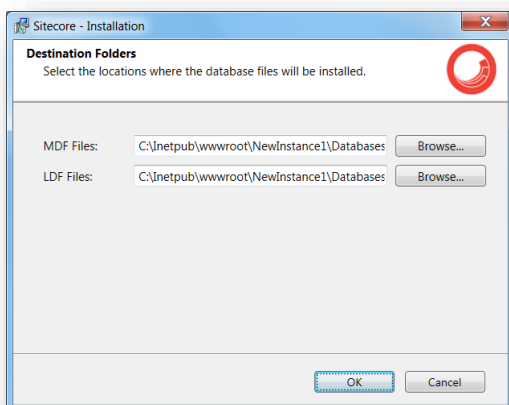 Sitecore - Installation
Destination Folders
Select the locations where the database files will be installed.
MDF Files: C:\Inetpub\wwwroot\NewInstance1\Databases Browse...
LDF Files: C:\Inetpub\wwwroot\NewInstance1\Databases Browse...
OK Cancel